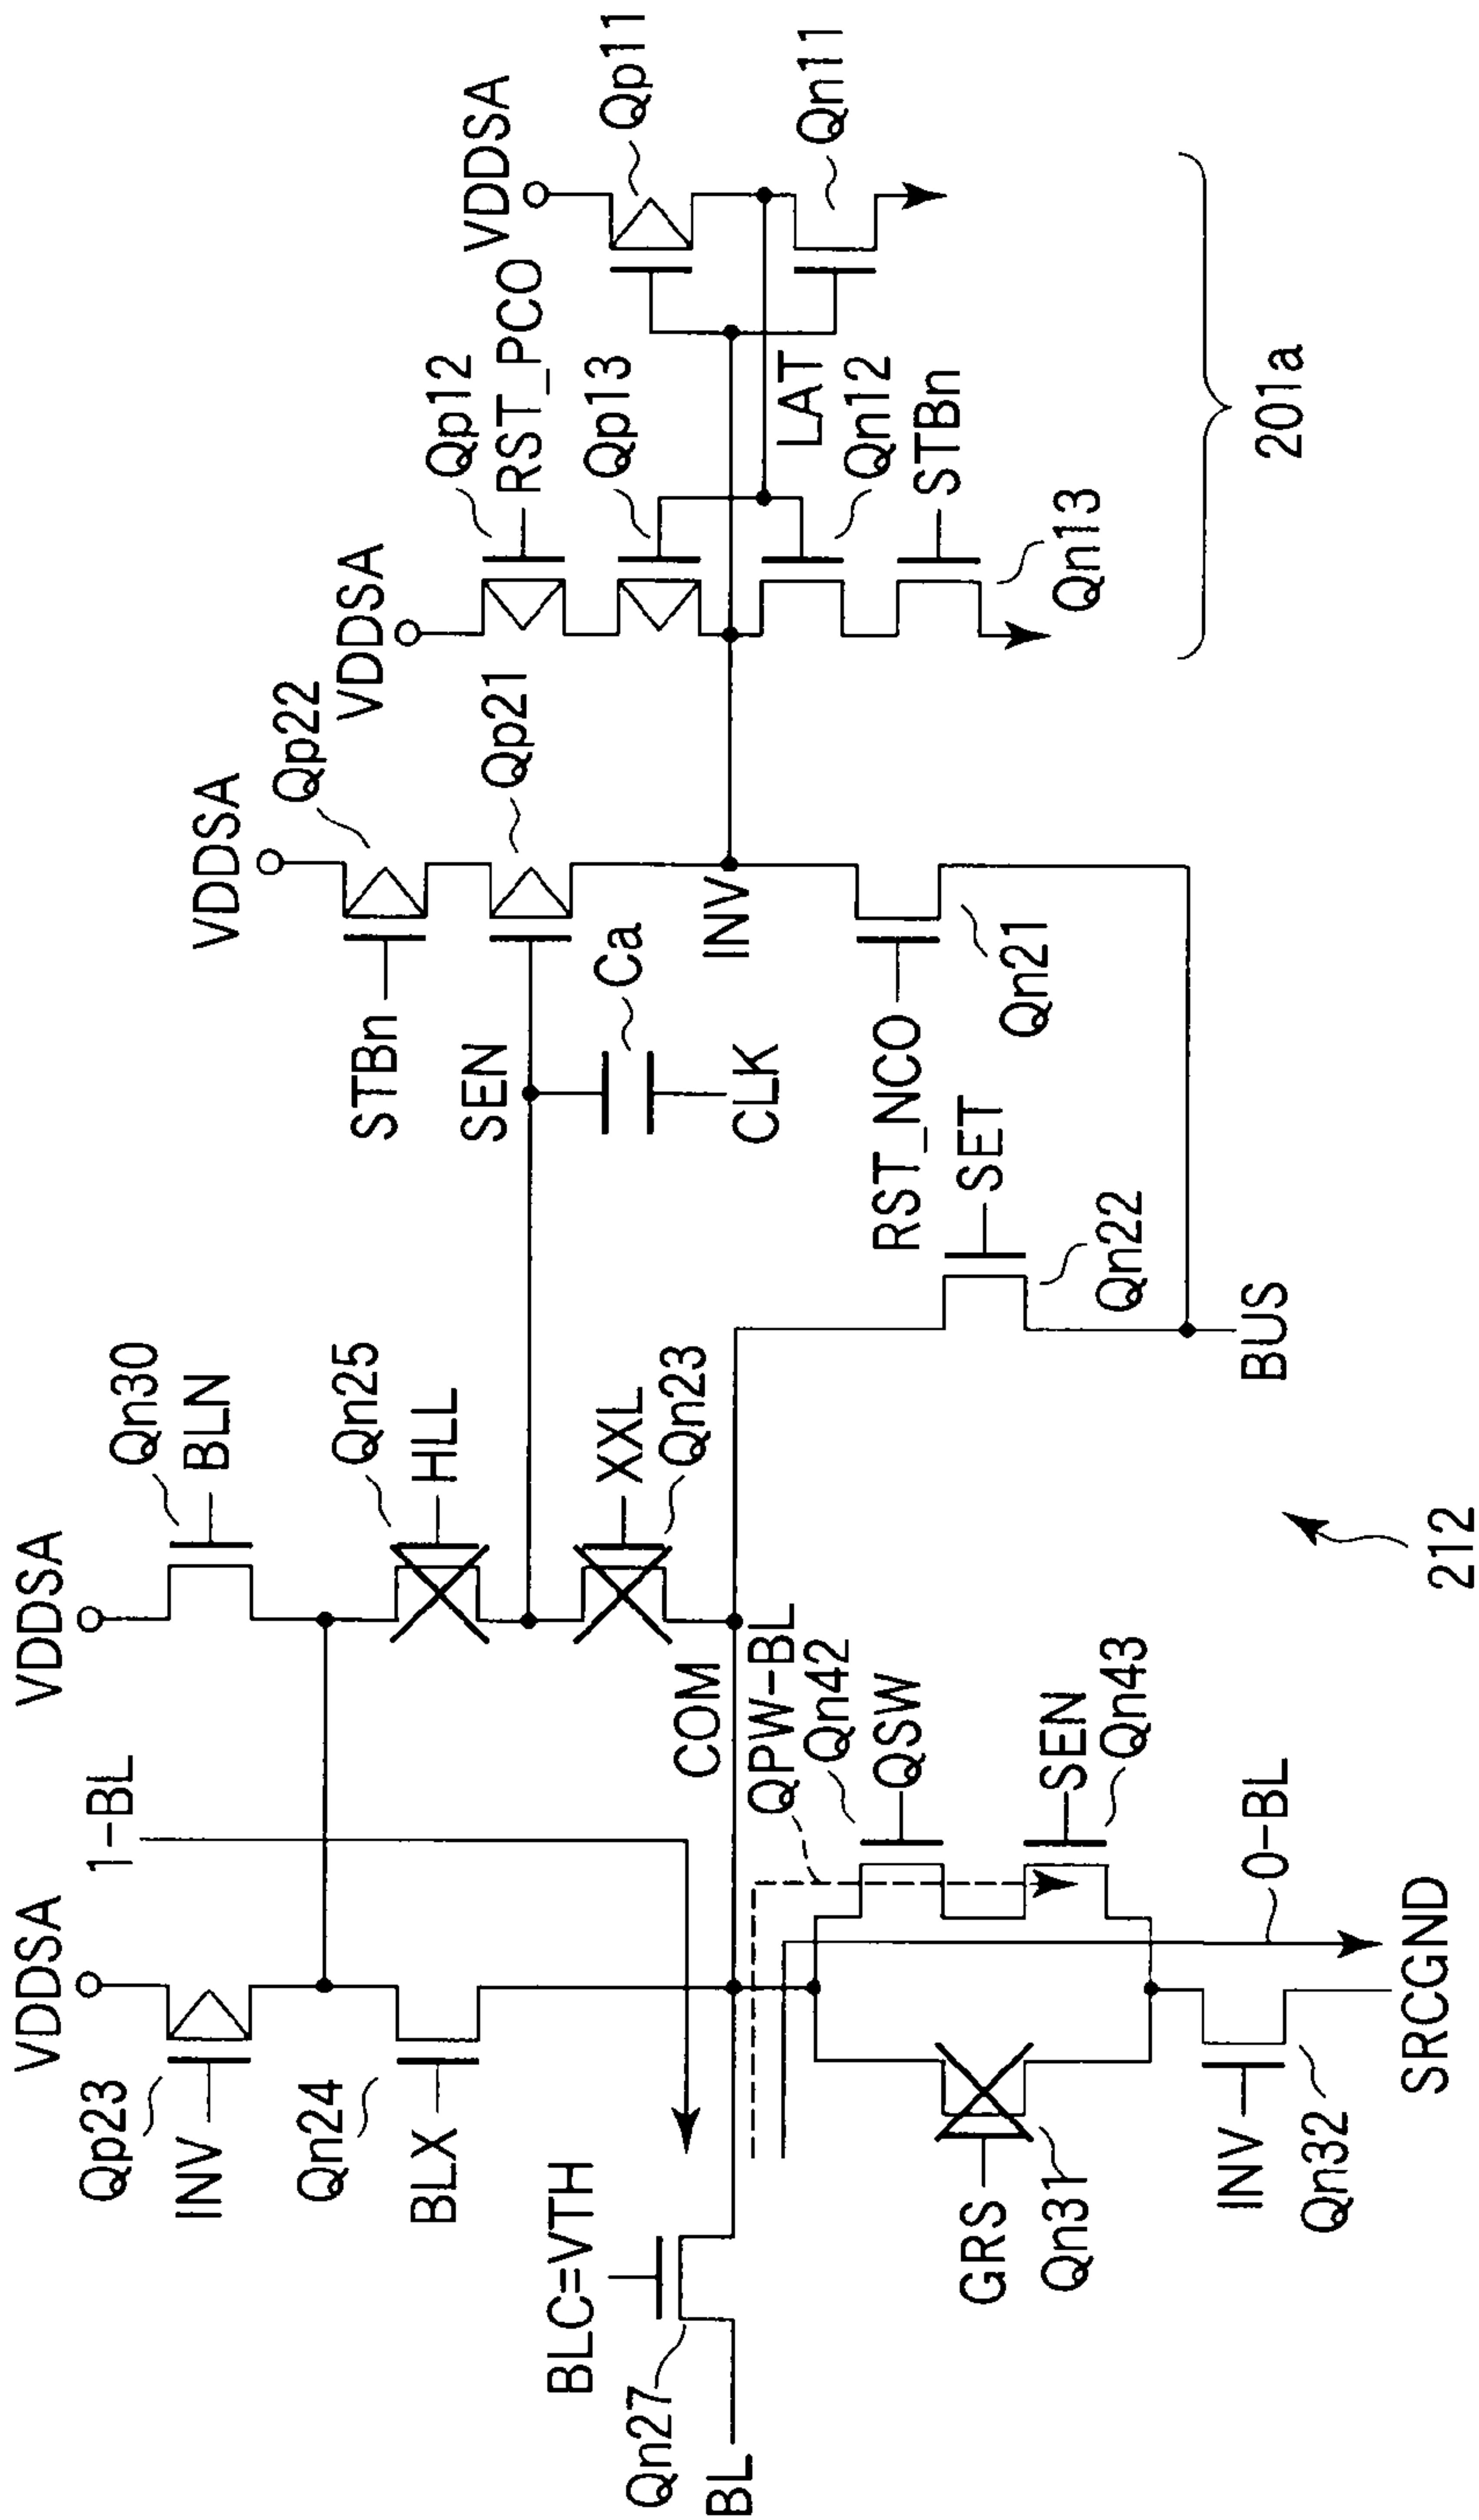 VDDSA
VDDSA
VDDSA
VDDSA
VDDSA
1-BL
Qp23
INV
Qn30
BLN
Qp22
STBn
Qp12
RST_PCO
Qp11
Qn24
BLX
Qn25
HLL
SEN
Qp21
Qp13
Qn11
BLC=VTH
XXL
Qn23
Ca
CLK
INV
LAT
Qn27
BL
COM
QPW-BL
Qn42
QSW
RST_NCO
SET
Qn21
Qn12
STBn
Qn13
GRS
Qn31
SEN
Qn43
Qn22
INV
Qn32
0-BL
BUS
201a
SRCGND
212